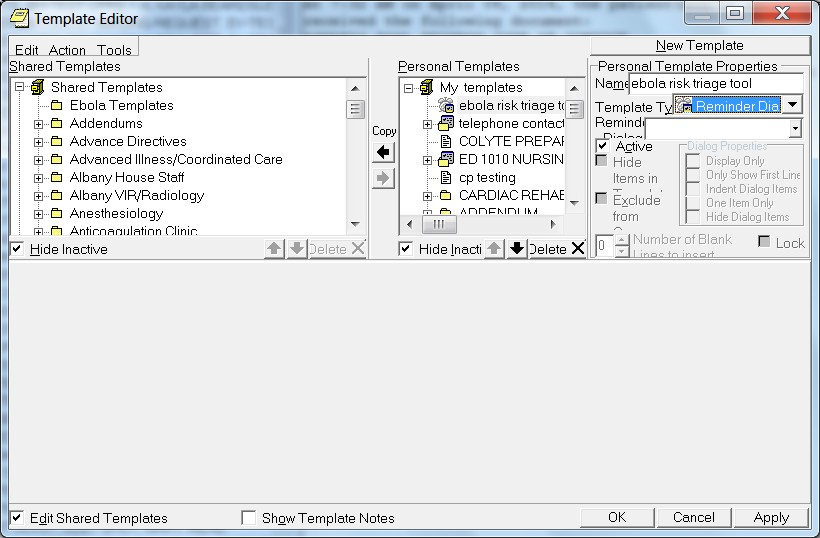 Template Editor
received the following document:
Edit Action Tools
New Template
Shared Templates
Personal Templates
Personal Template Properties
Shared Templates
Ebola Templates
Addendums
Advance Directives
Advanced Illness/Coordinated Care
Albany House Staff
Albany VIR/Radiology
Anesthesiology
Anticoagulation Clinic
Copy
My templates
ebola risk triage to
telephone contact
COLYTE PREPAR
ED 1010 NURSIN
cp testing
CARDIAC REHAB
ADDENDUM
Name ebola risk triage tool
Template Ty Reminder Dia
Reminde
Dialog
Active
Hide
Items in
Exclude
from
Dialog Properties
Display Only
Only Show First Line
Indent Dialog Items
One Item Only
Hide Dialog Items
0 Number of Blank
Lines to insert
Lock
Hide Inactive
Delete
Hide Inacti
Delete
Edit Shared Templates
Show Template Notes
OK
Cancel
Apply